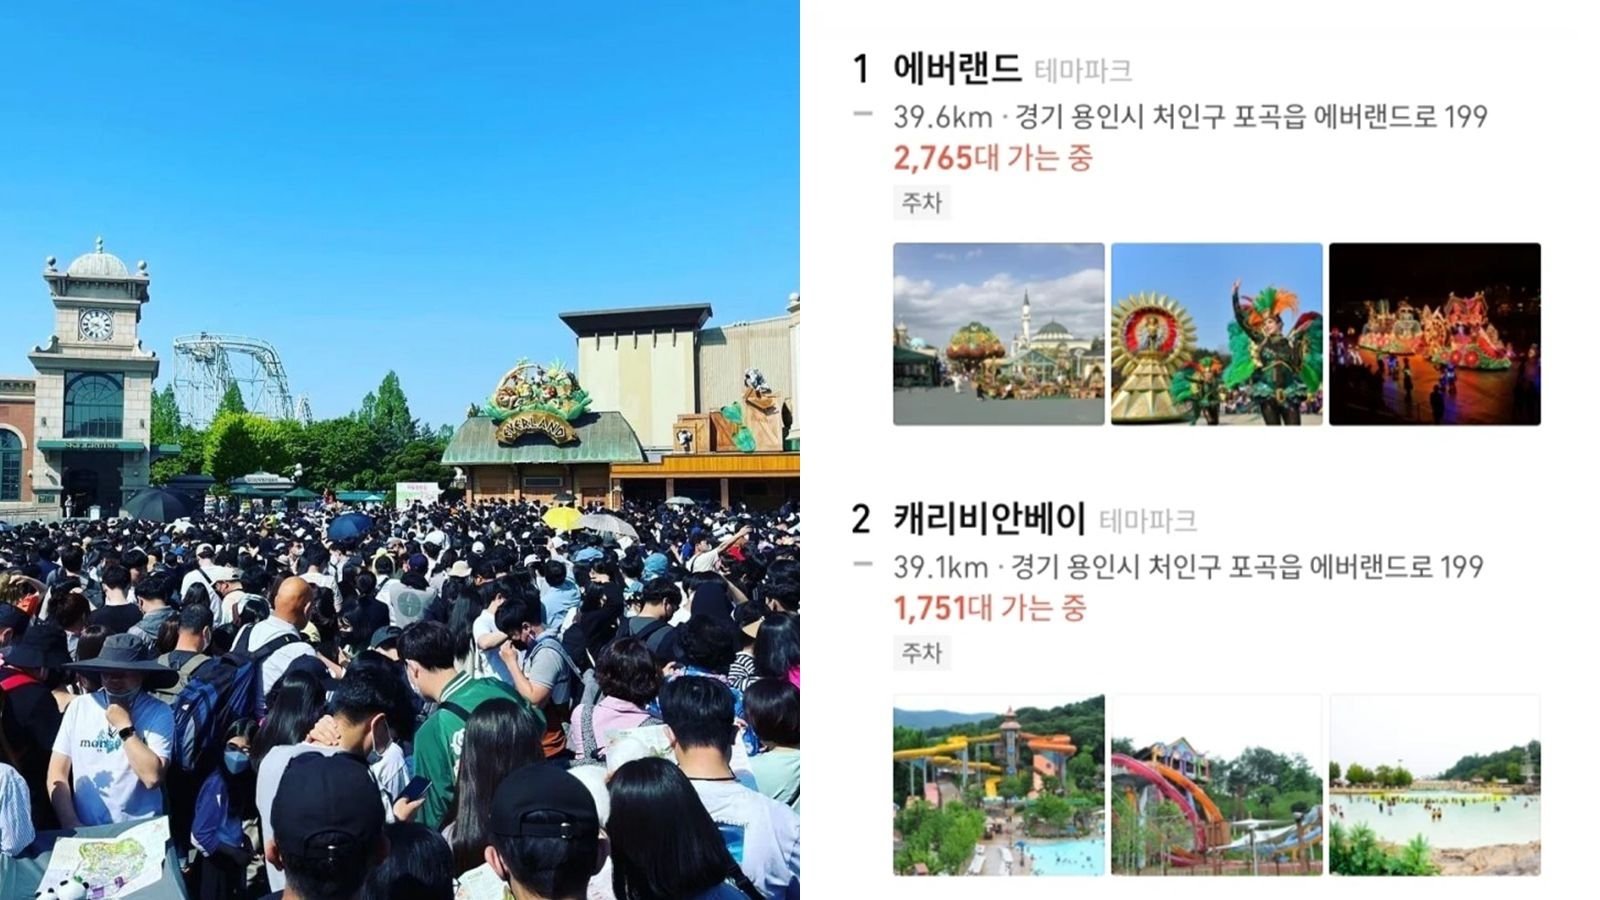 EVERLAND
1 에버랜드 테마파크
39.6km · 경기 용인시 처인구 포곡읍 에버랜드로 199
2,765대 가는 중
주차
2 캐리비안베이 테마파크
39.1km · 경기 용인시 처인구 포곡읍 에버랜드로 199
1,751대 가는 중
주차